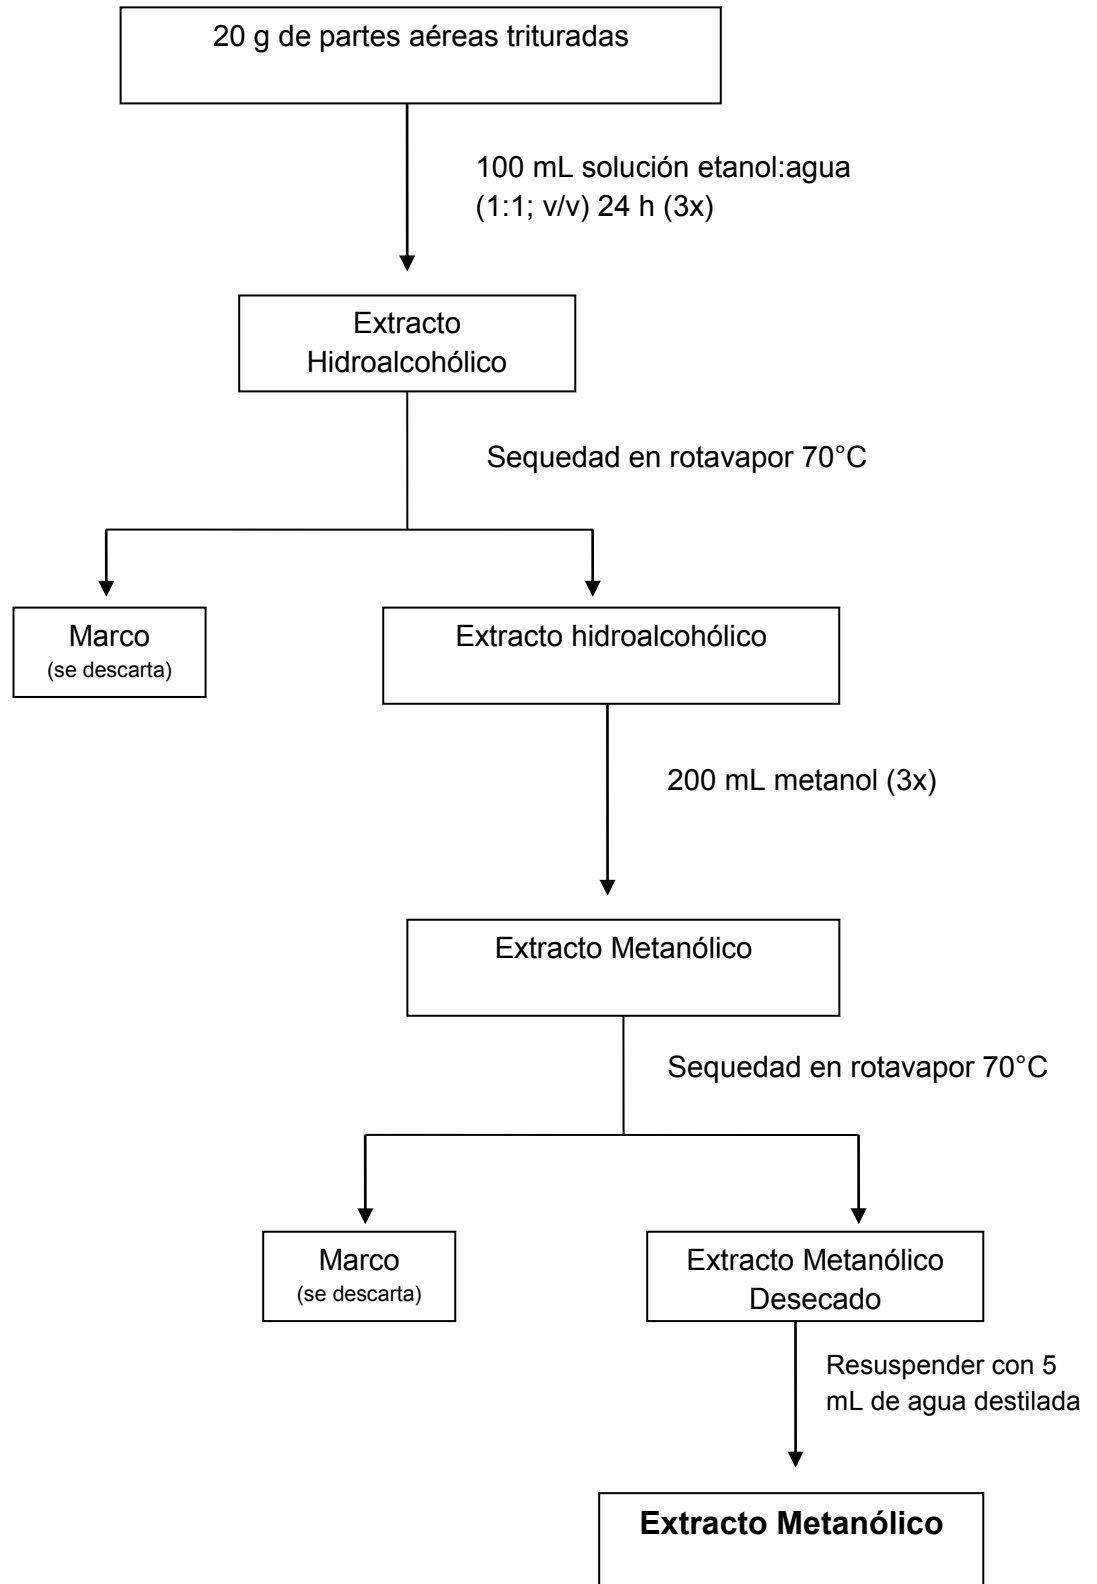 20 g de partes aéreas trituradas
100 mL solución etanol:agua
(1:1; v/v) 24 h (3x)
Extracto
Hidroalcohólico
Sequedad en rotavapor 70°C
Marco
(se descarta)
Extracto hidroalcohólico
200 mL metanol (3x)
Extracto Metanólico
Sequedad en rotavapor 70°C
Marco
(se descarta)
Extracto Metanólico
Desecado
Resuspender con 5
mL de agua destilada
Extracto Metanólico